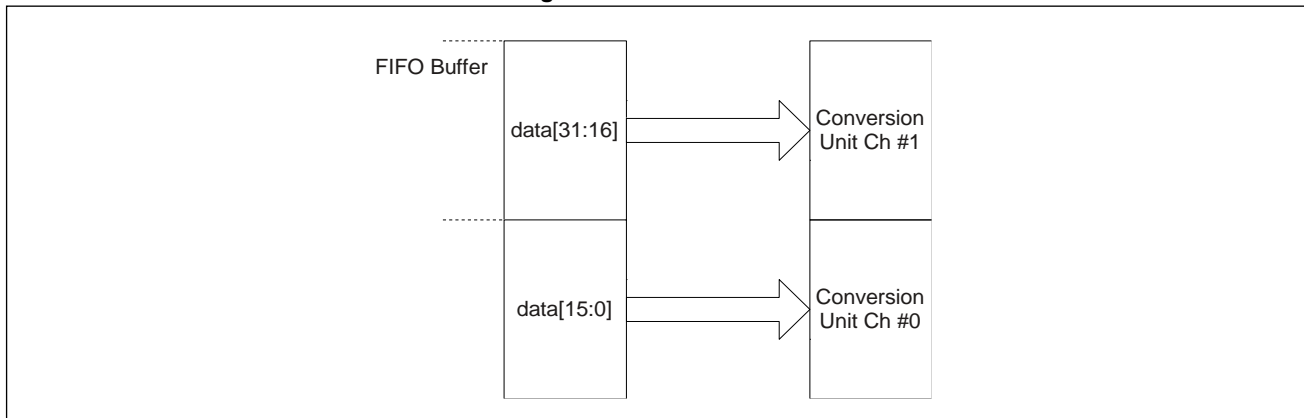 FIFO Buffer
data[31:16]
Conversion
Unit Ch #1
data[15:0]
Conversion
Unit Ch #0